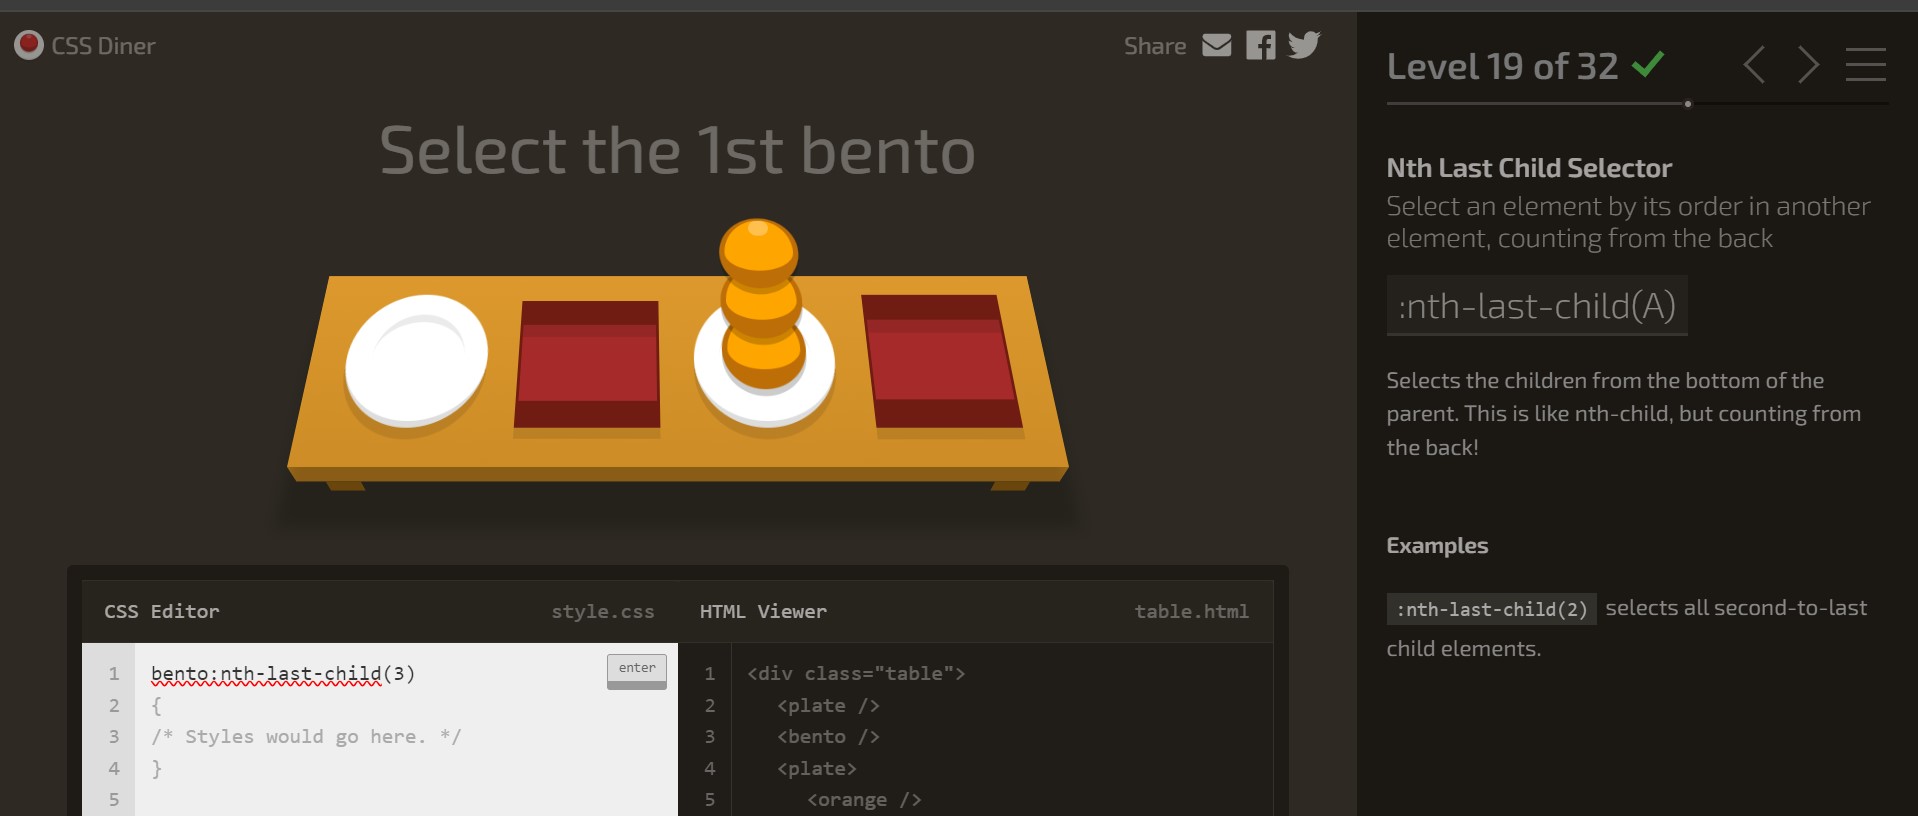 CSS Diner
Share
Level 19 of 32
Select the 1st bento
Nth Last Child Selector
Select an element by its order in another
element, counting from the back
:nth-last-child(A)
Selects the children from the bottom of the
parent. This is like nth-child, but counting from
the back!
Examples
:nth-last-child(2) selects all second-to-last
child elements.
CSS Editor style.css
1 bento:nth-last-child(3) enter
2 {
3 /* Styles would go here. */
4 }
5
HTML Viewer table.html
1 <div class="table">
2 <plate />
3 <bento />
4 <plate>
5 <orange />